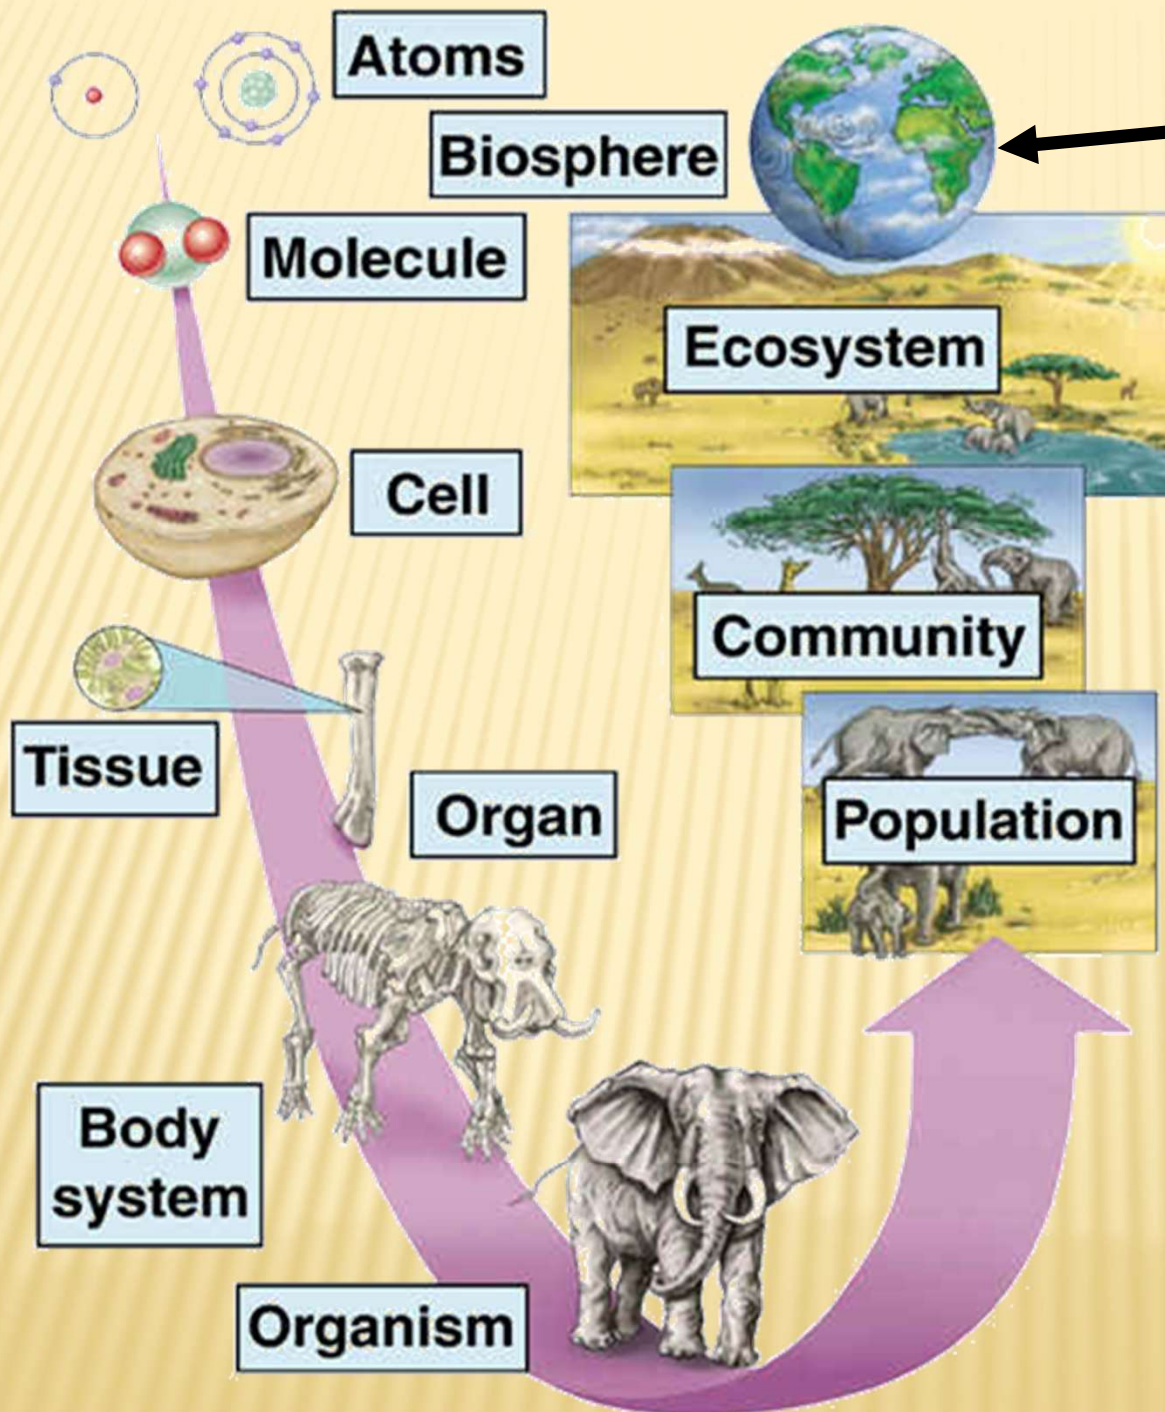 Atoms
Biosphere
Molecule
Ecosystem
Cell
Community
Tissue
Organ
Population
Body
system
Organism